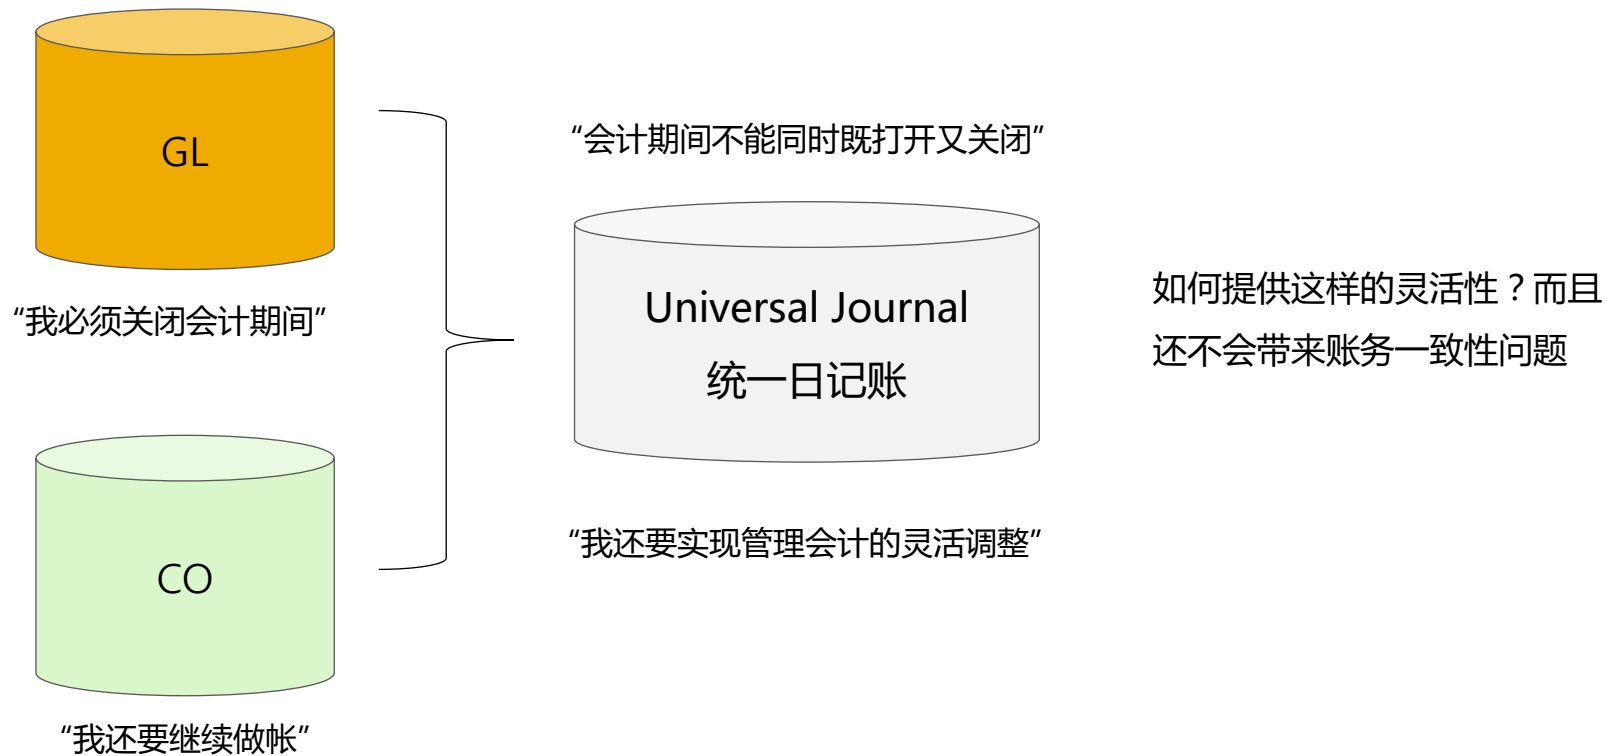 GL
“我必须关闭会计期间”
CO
“我还要继续做帐”
“会计期间不能同时既打开又关闭”
Universal Journal
统一日记账
“我还要实现管理会计的灵活调整”
如何提供这样的灵活性？而且
还不会带来账务一致性问题